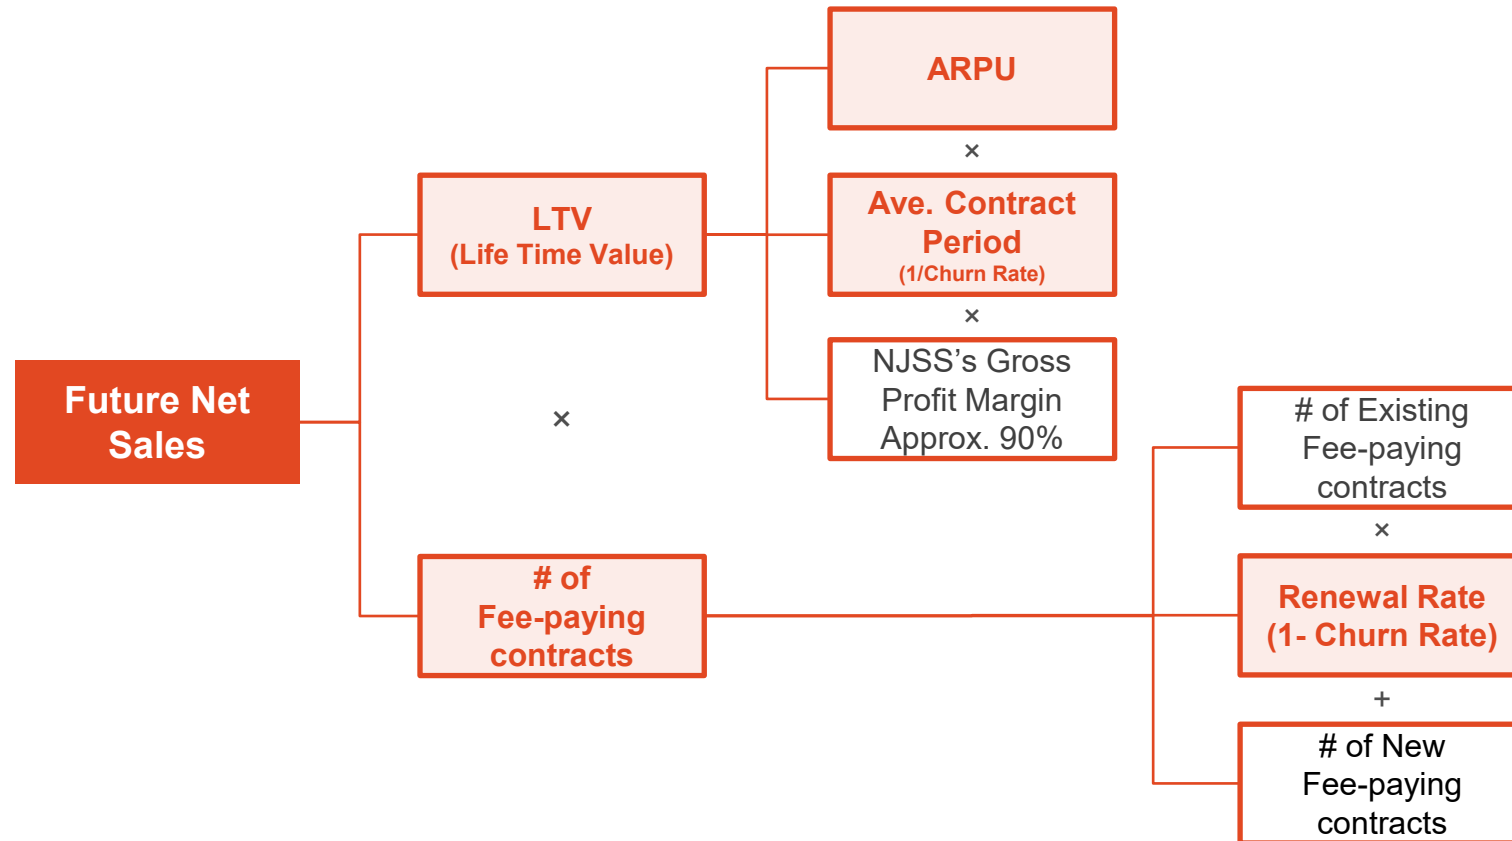 ARPU
×
Ave. Contract
Period
(1/Churn Rate)
×
NJSS’s Gross
Profit Margin
Approx. 90%
LTV
(Life Time Value)
×
# of
Fee-paying
contracts
Future Net
Sales
# of Existing
Fee-paying
contracts
×
Renewal Rate
(1- Churn Rate)
+
# of New
Fee-paying
contracts